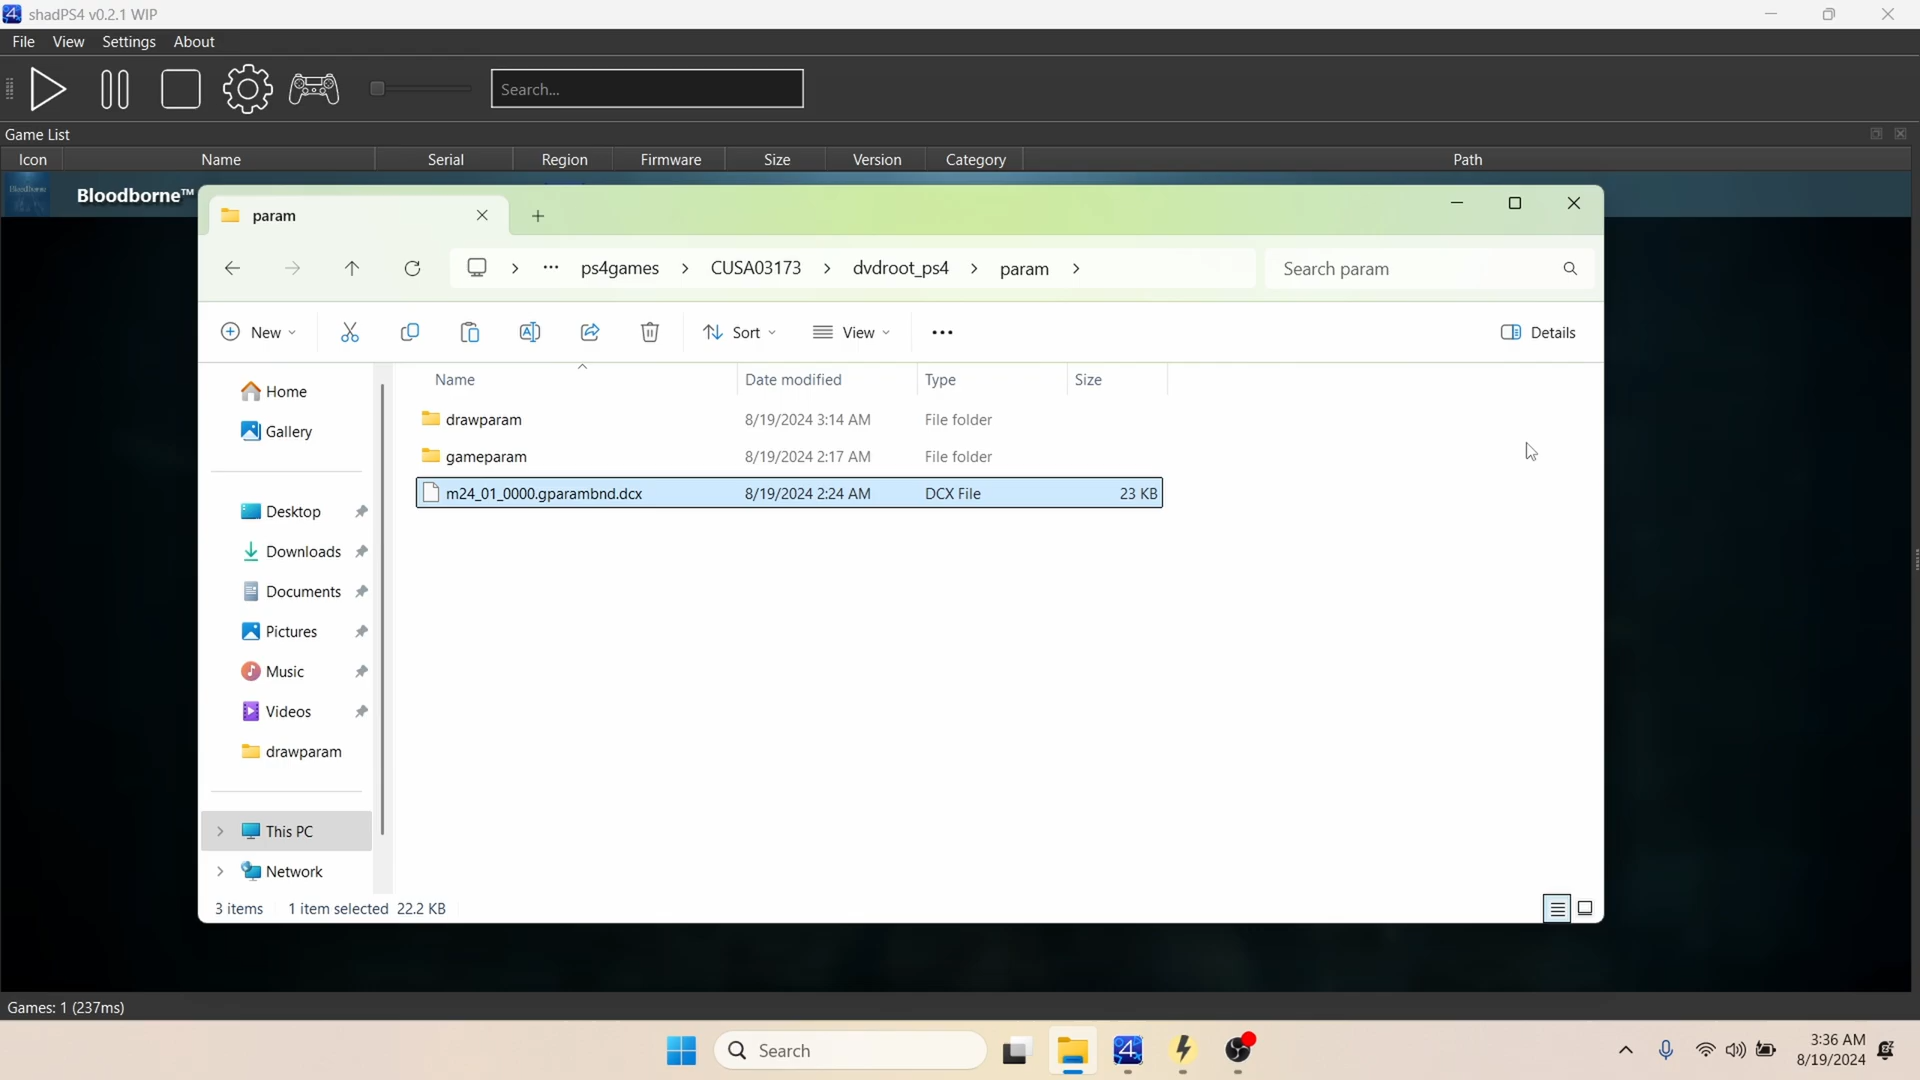 shadPS4 v0.2.1 WIP
File View Settings About
Search...
Game List
Icon Name Serial Region Firmware Size Version Category Path
Bloodborne™
param
ps4games CUSA03173 dvdroot_ps4 param
Search param
New Sort View Details
Home
Gallery
Desktop
Downloads
Documents
Pictures
Music
Videos
drawparam
This PC
Network
Name Date modified Type Size
drawparam 8/19/2024 3:14 AM File folder
gameparam 8/19/2024 2:17 AM File folder
m24_01_0000.gparambnd.dcx 8/19/2024 2:24 AM DCX File 23 KB
3 items 1 item selected 22.2 KB
Games: 1 (237ms)
Search
3:36 AM
8/19/2024